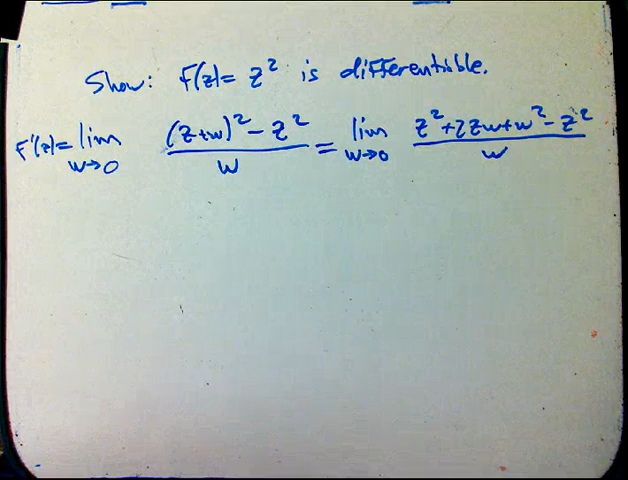 Show: f(z) = z² is differentiable.
F'(z) = lim w→0 (z+w)² - z² / w = lim w→0 z² + 2zw + w² - z² / w